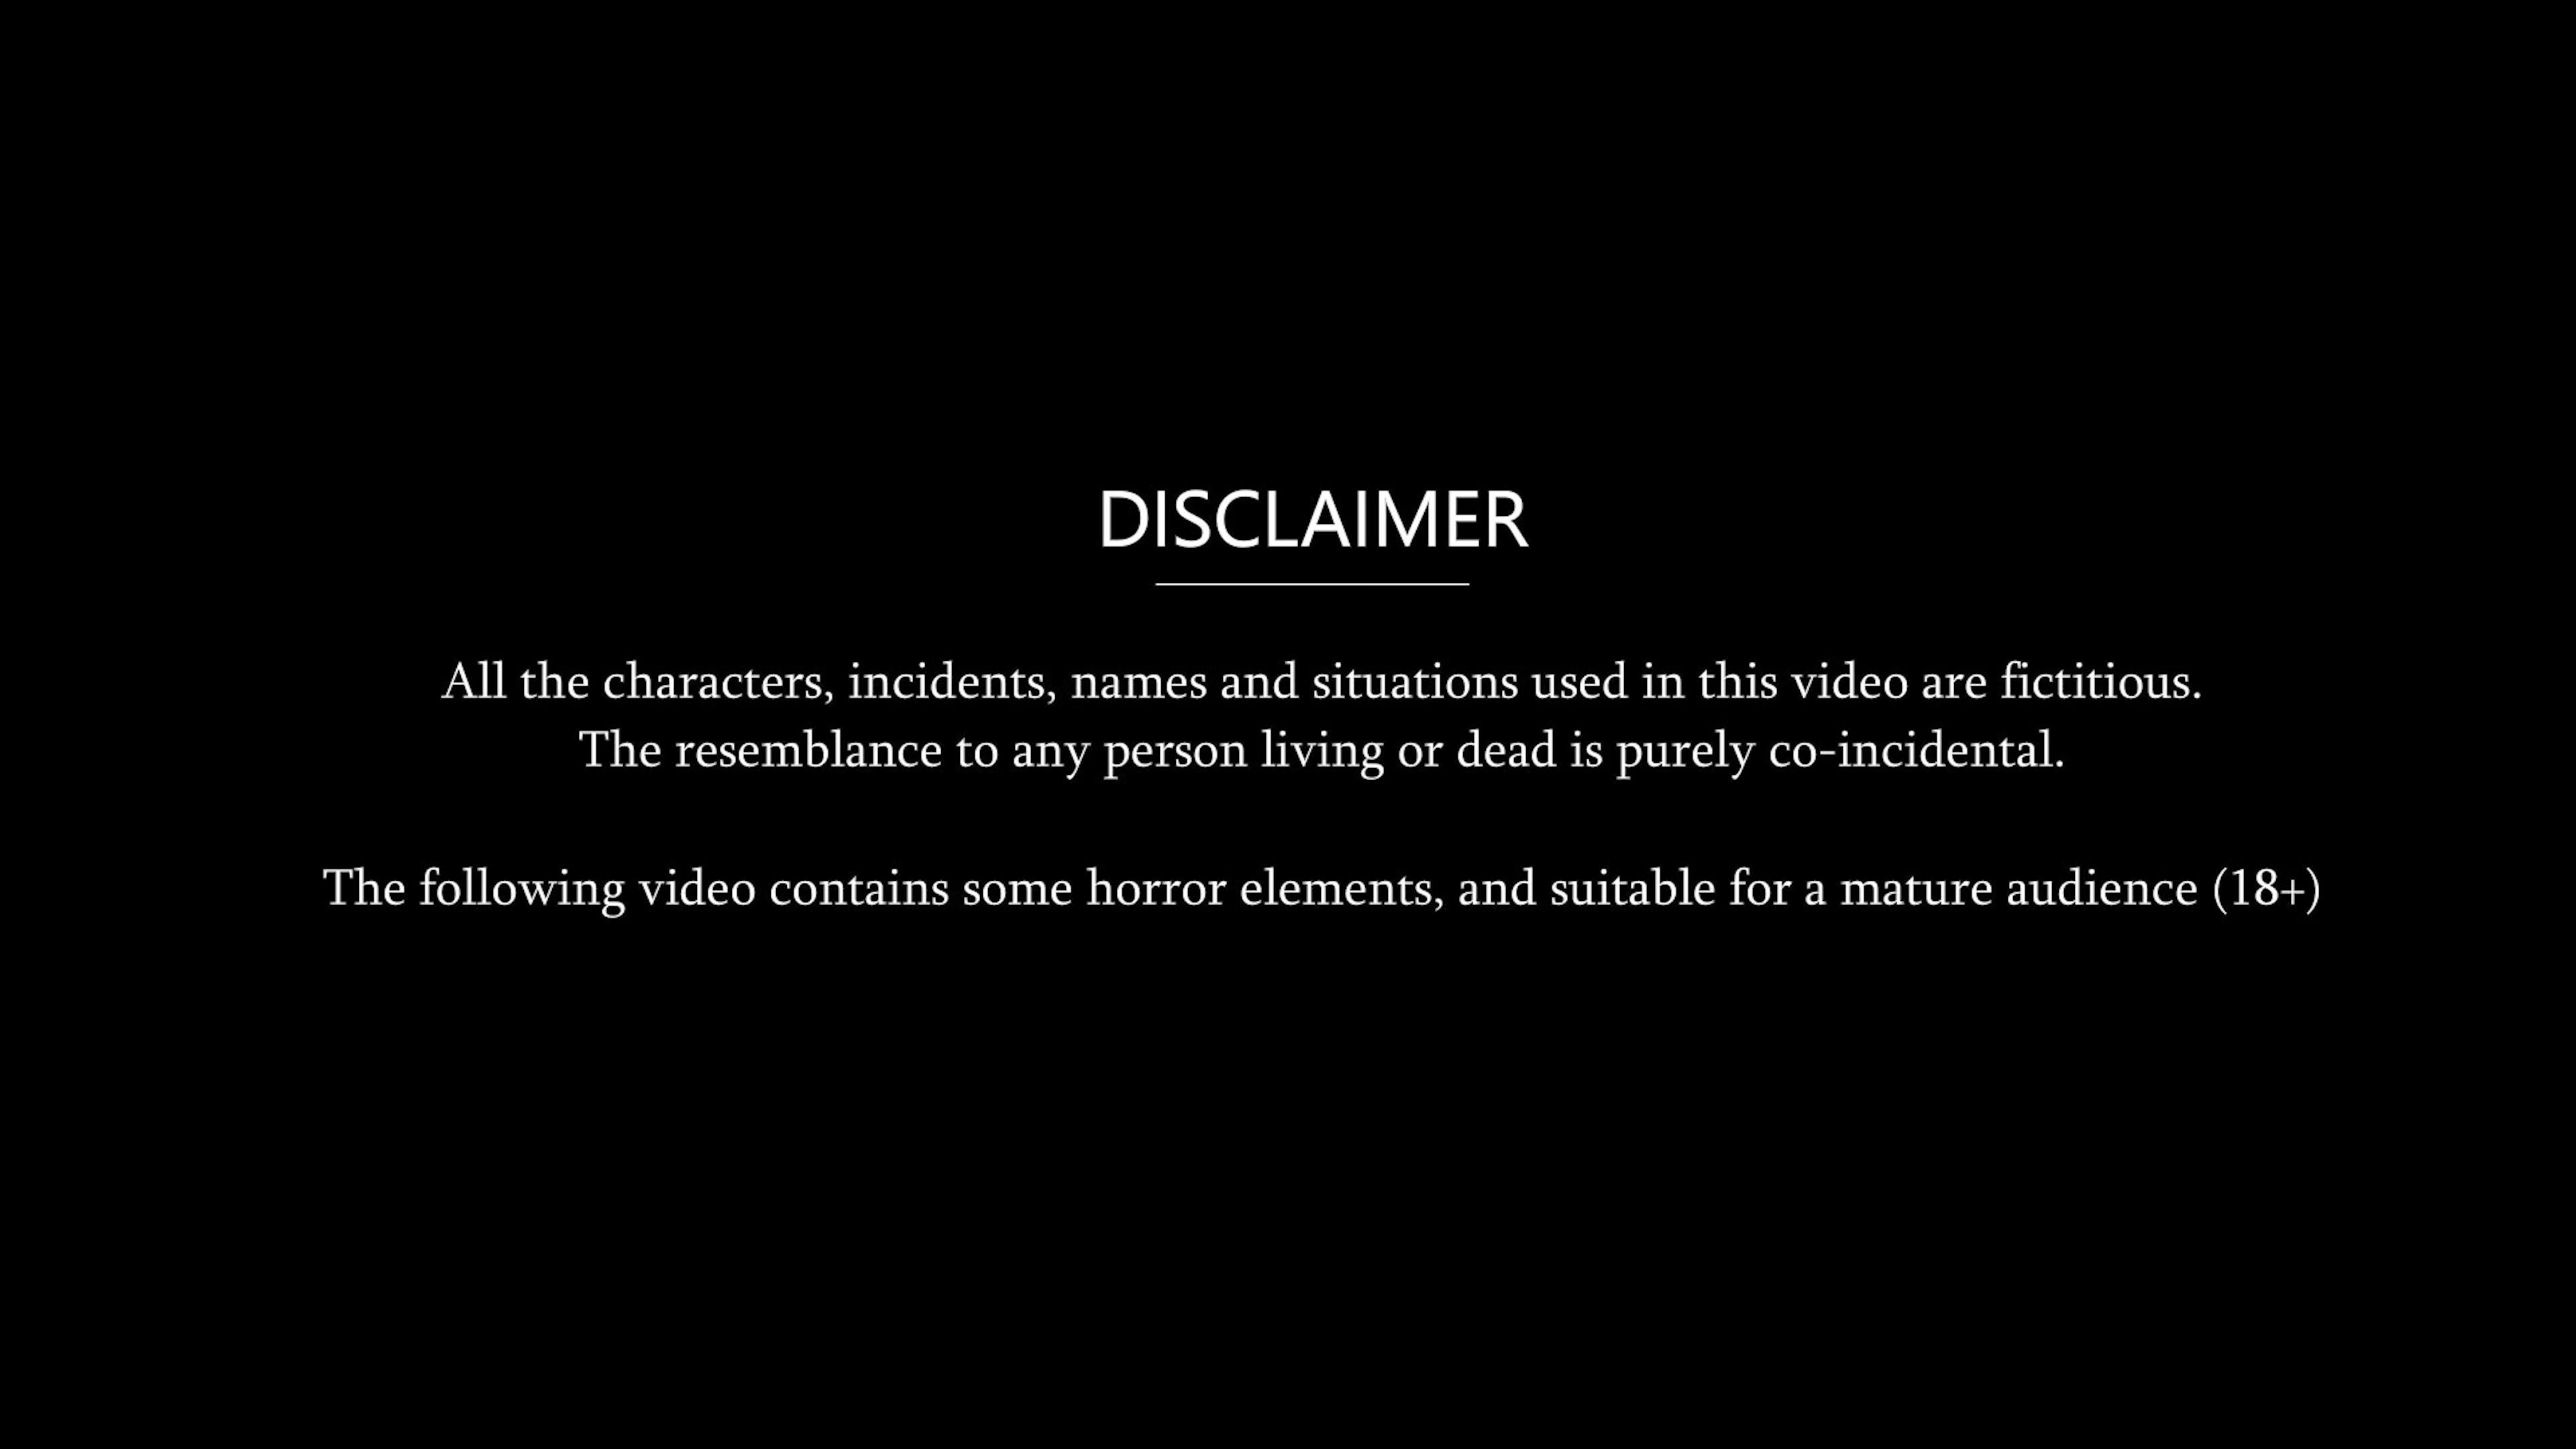 DISCLAIMER
All the characters, incidents, names and situations used in this video are fictitious.
The resemblance to any person living or dead is purely co-incidental.
The following video contains some horror elements, and suitable for a mature audience (18+)